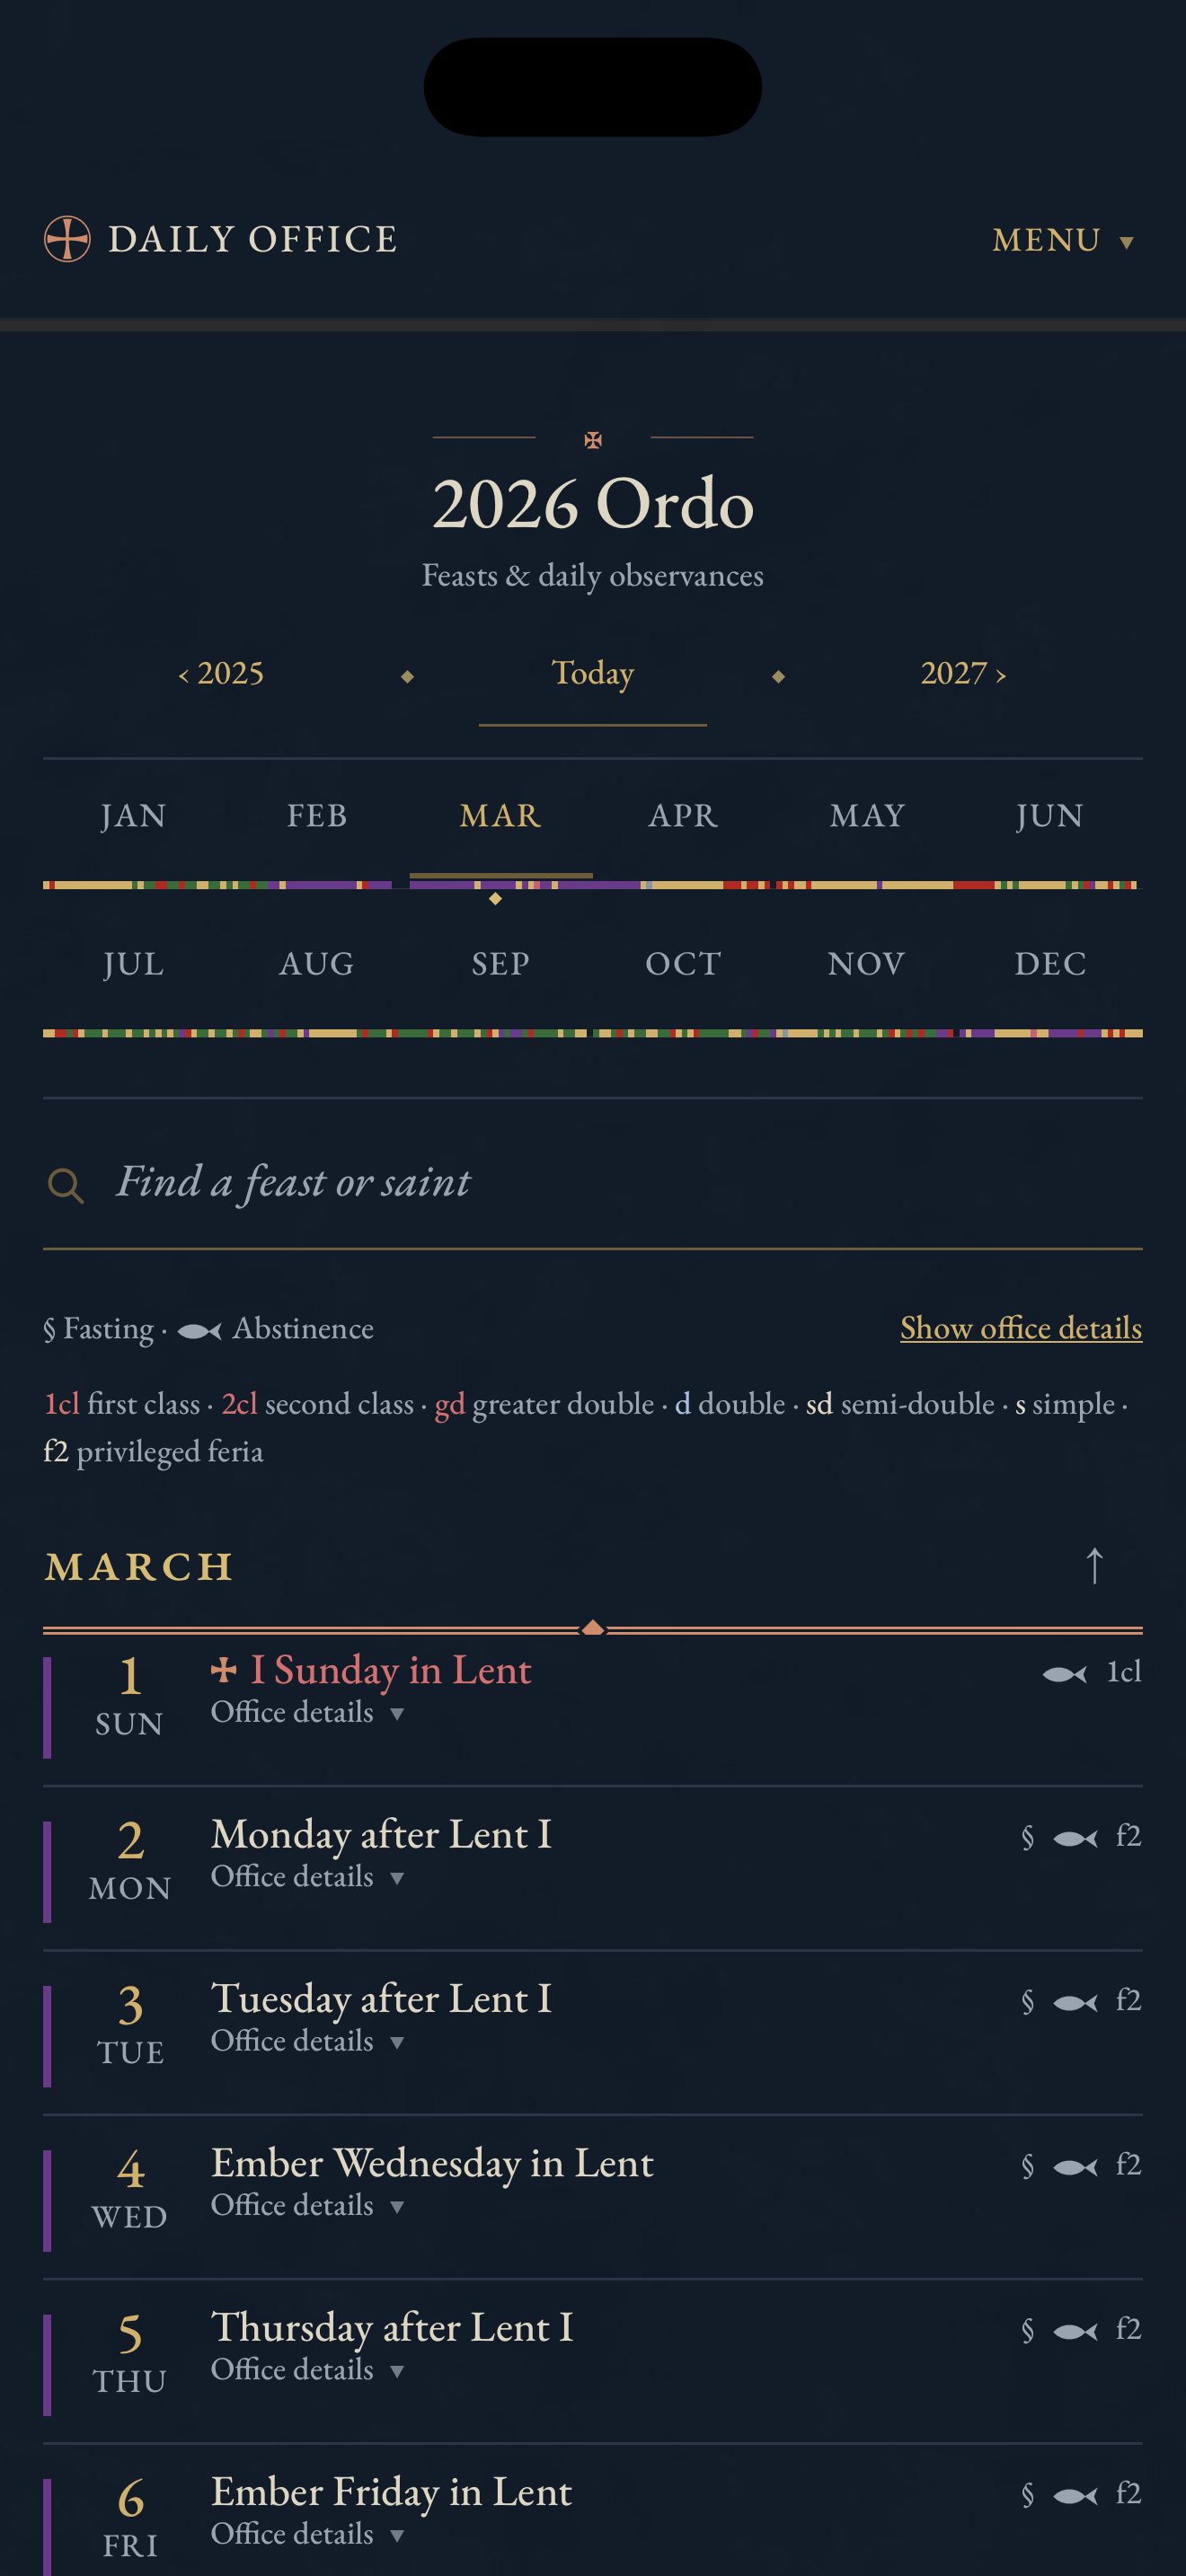 DAILY OFFICE MENU ▼
✠
2026 Ordo
Feasts & daily observances
‹ 2025 ◆ Today ◆ 2027 ›
JAN FEB MAR APR MAY JUN
JUL AUG SEP OCT NOV DEC
Find a feast or saint
§ Fasting · Abstinence Show office details
1cl first class · 2cl second class · gd greater double · d double · sd semi-double · s simple ·
f2 privileged feria
MARCH ↑
1 ✠ I Sunday in Lent 1cl
SUN Office details ▼
2 Monday after Lent I § f2
MON Office details ▼
3 Tuesday after Lent I § f2
TUE Office details ▼
4 Ember Wednesday in Lent § f2
WED Office details ▼
5 Thursday after Lent I § f2
THU Office details ▼
6 Ember Friday in Lent § f2
FRI Office details ▼